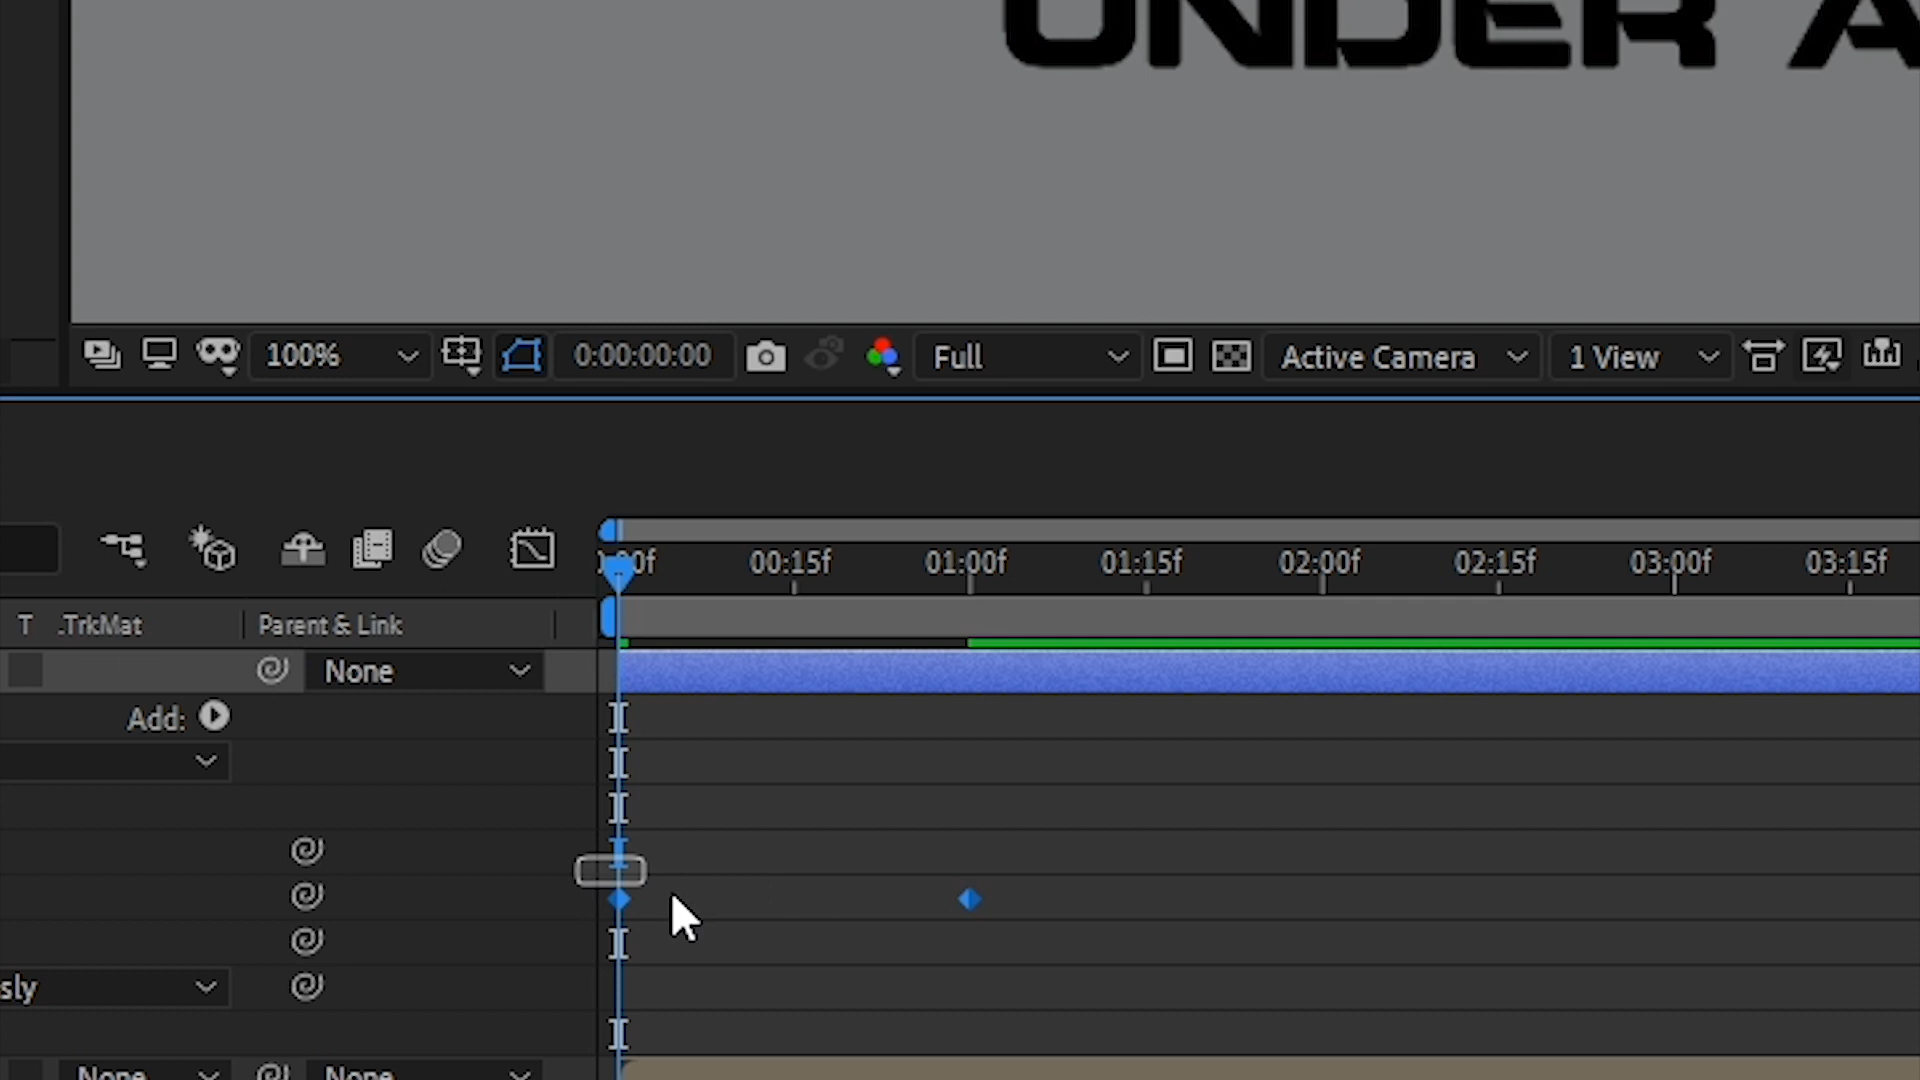 UNDER A
100%
0:00:00:00
Full
Active Camera
1 View
00:15f
01:00f
01:15f
02:00f
02:15f
03:00f
03:15f
T
.TrkMat
Parent & Link
None
Add:
sly
None
None